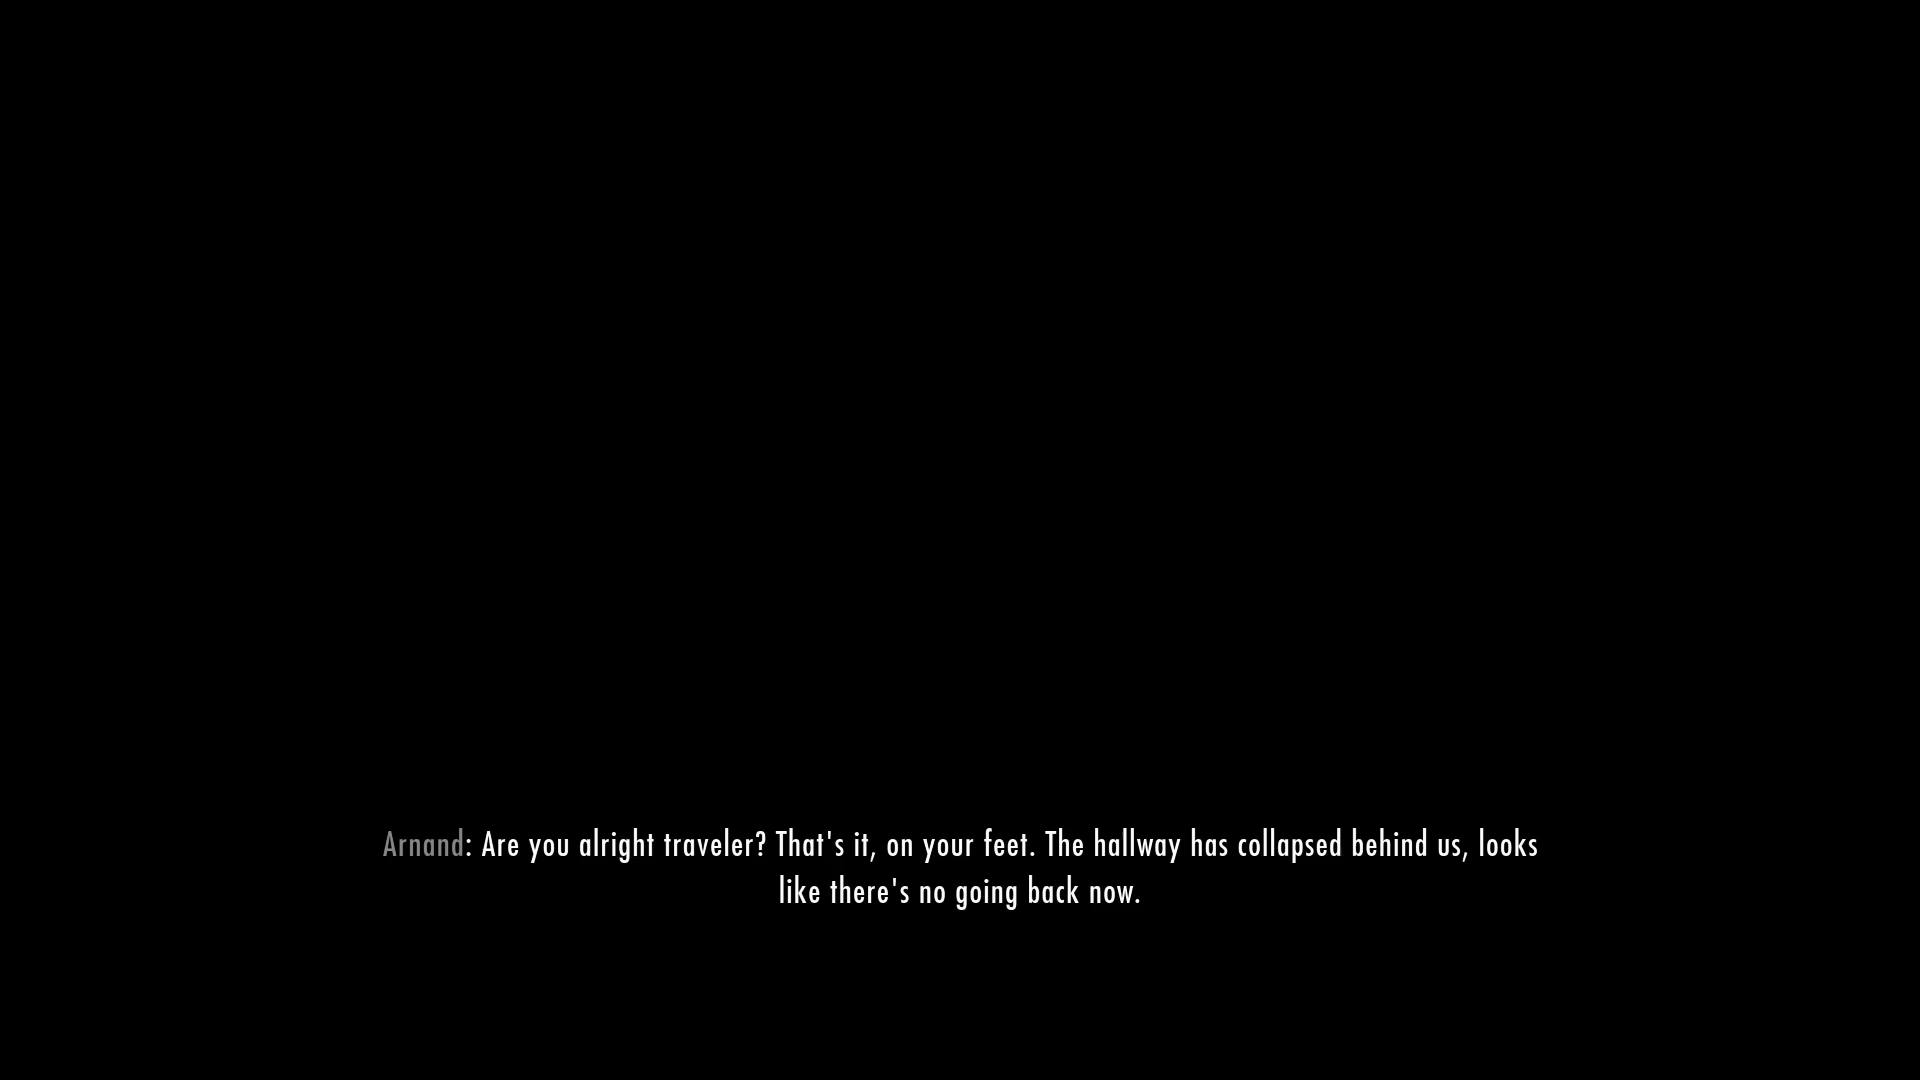 Arnand: Are you alright traveler? That's it, on your feet. The hallway has collapsed behind us, looks
like there's no going back now.